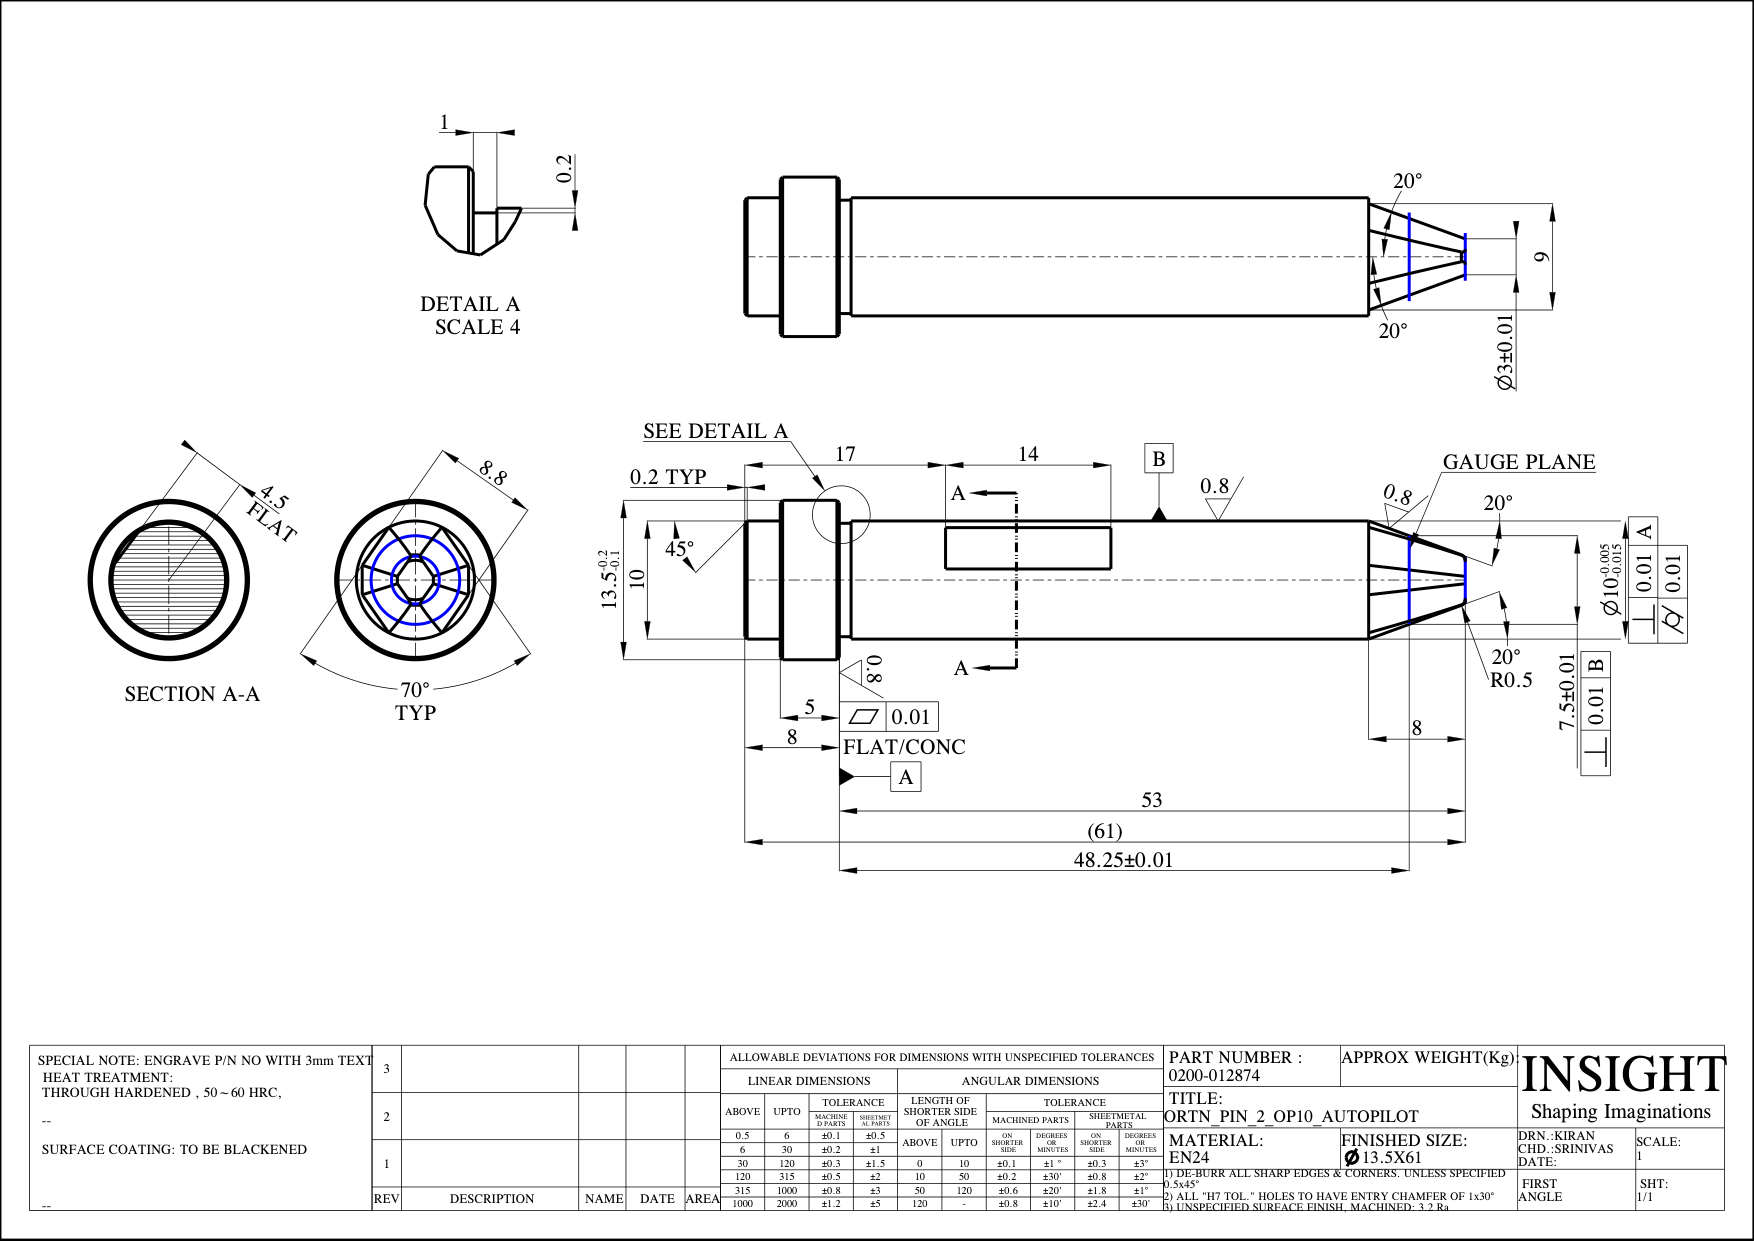 1
0.2
DETAIL A
SCALE 4
20°
20°
9
Ø3±0.01
SEE DETAIL A
17
14
B
GAUGE PLANE
0.2 TYP
A
0.8
0.8
20°
4.5
FLAT
8.8
45°
13.5-0.2
-0.1
10
Ø10-0.005
-0.015
0.01 A
0.01
A
0.8
20°
R0.5
7.5±0.01
0.01 B
SECTION A-A
70°
TYP
5
0.01
8
FLAT/CONC
8
A
53
(61)
48.25±0.01
SPECIAL NOTE: ENGRAVE P/N NO WITH 3mm TEXT
HEAT TREATMENT:
THROUGH HARDENED , 50~60 HRC,
--
SURFACE COATING: TO BE BLACKENED
--
3
2
1
REV DESCRIPTION NAME DATE AREA
ALLOWABLE DEVIATIONS FOR DIMENSIONS WITH UNSPECIFIED TOLERANCES
LINEAR DIMENSIONS ANGULAR DIMENSIONS
ABOVE UPTO TOLERANCE
MACHINE
D PARTS
SHEETMET
AL PARTS
LENGTH OF
SHORTER SIDE
OF ANGLE
TOLERANCE
MACHINED PARTS
SHEETMETAL
PARTS
ABOVE UPTO
ON
SHORTER
SIDE
DEGREES
OR
MINUTES
ON
SHORTER
SIDE
DEGREES
OR
MINUTES
0.5 6 ±0.1 ±0.5
6 30 ±0.2 ±1
30 120 ±0.3 ±1.5 0 10 ±0.1 ±1 ° ±0.3 ±3°
120 315 ±0.5 ±2 10 50 ±0.2 ±30' ±0.8 ±2°
315 1000 ±0.8 ±3 50 120 ±0.6 ±20' ±1.8 ±1°
1000 2000 ±1.2 ±5 120 - ±0.8 ±10' ±2.4 ±30'
PART NUMBER :
0200-012874
APPROX WEIGHT(Kg):
TITLE:
ORTN_PIN_2_OP10_AUTOPILOT
MATERIAL:
EN24
FINISHED SIZE:
Ø13.5X61
1) DE-BURR ALL SHARP EDGES & CORNERS. UNLESS SPECIFIED
0.5x45°
2) ALL "H7 TOL." HOLES TO HAVE ENTRY CHAMFER OF 1x30°
3) UNSPECIFIED SURFACE FINISH, MACHINED: 3.2 Ra
INSIGHT
Shaping Imaginations
DRN.:KIRAN
CHD.:SRINIVAS
DATE:
SCALE:
1
FIRST
ANGLE
SHT:
1/1